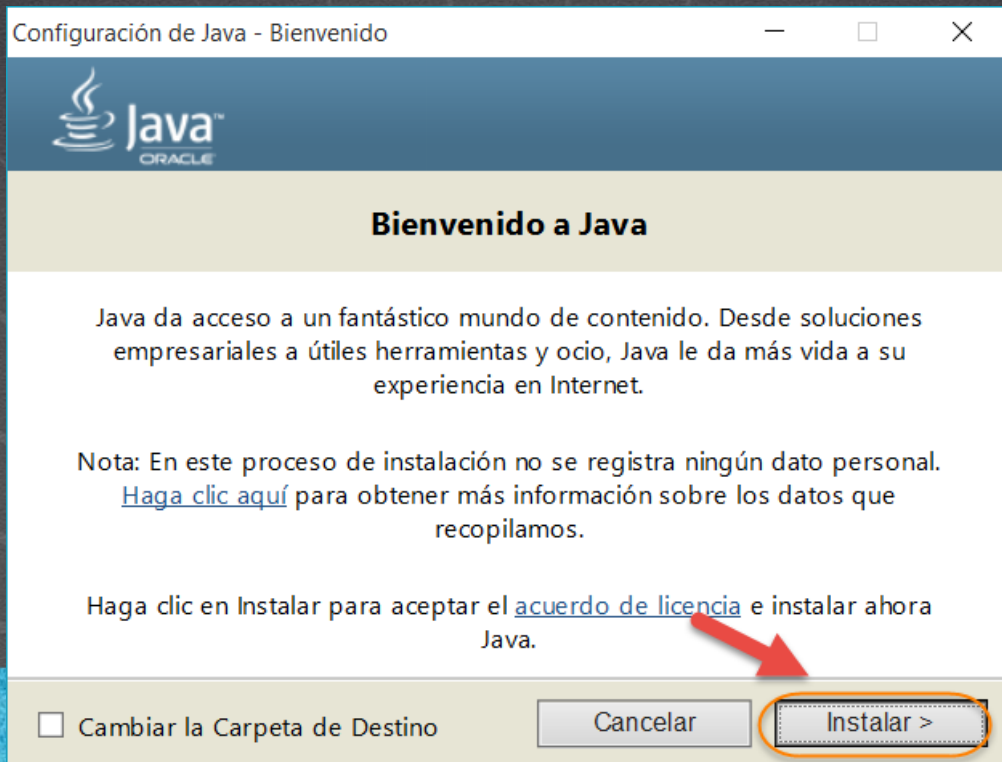 Configuración de Java - Bienvenido
Java™
ORACLE
Bienvenido a Java
Java da acceso a un fantástico mundo de contenido. Desde soluciones
empresariales a útiles herramientas y ocio, Java le da más vida a su
experiencia en Internet.
Nota: En este proceso de instalación no se registra ningún dato personal.
Haga clic aquí para obtener más información sobre los datos que
recopilamos.
Haga clic en Instalar para aceptar el acuerdo de licencia e instalar ahora
Java.
Cambiar la Carpeta de Destino
Cancelar
Instalar >